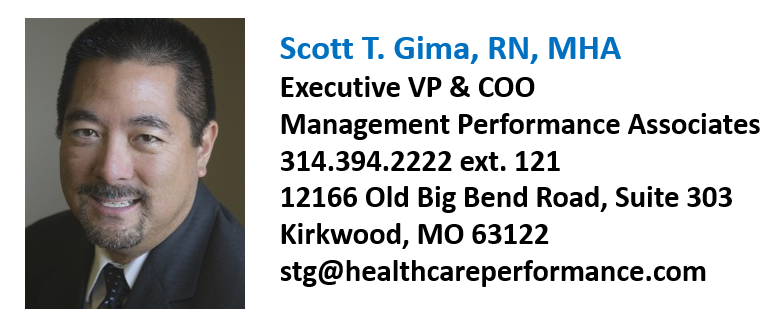 Scott T. Gima, RN, MHA
Executive VP & COO
Management Performance Associates
314.394.2222 ext. 121
12166 Old Big Bend Road, Suite 303
Kirkwood, MO 63122
stg@healthcareperformance.com